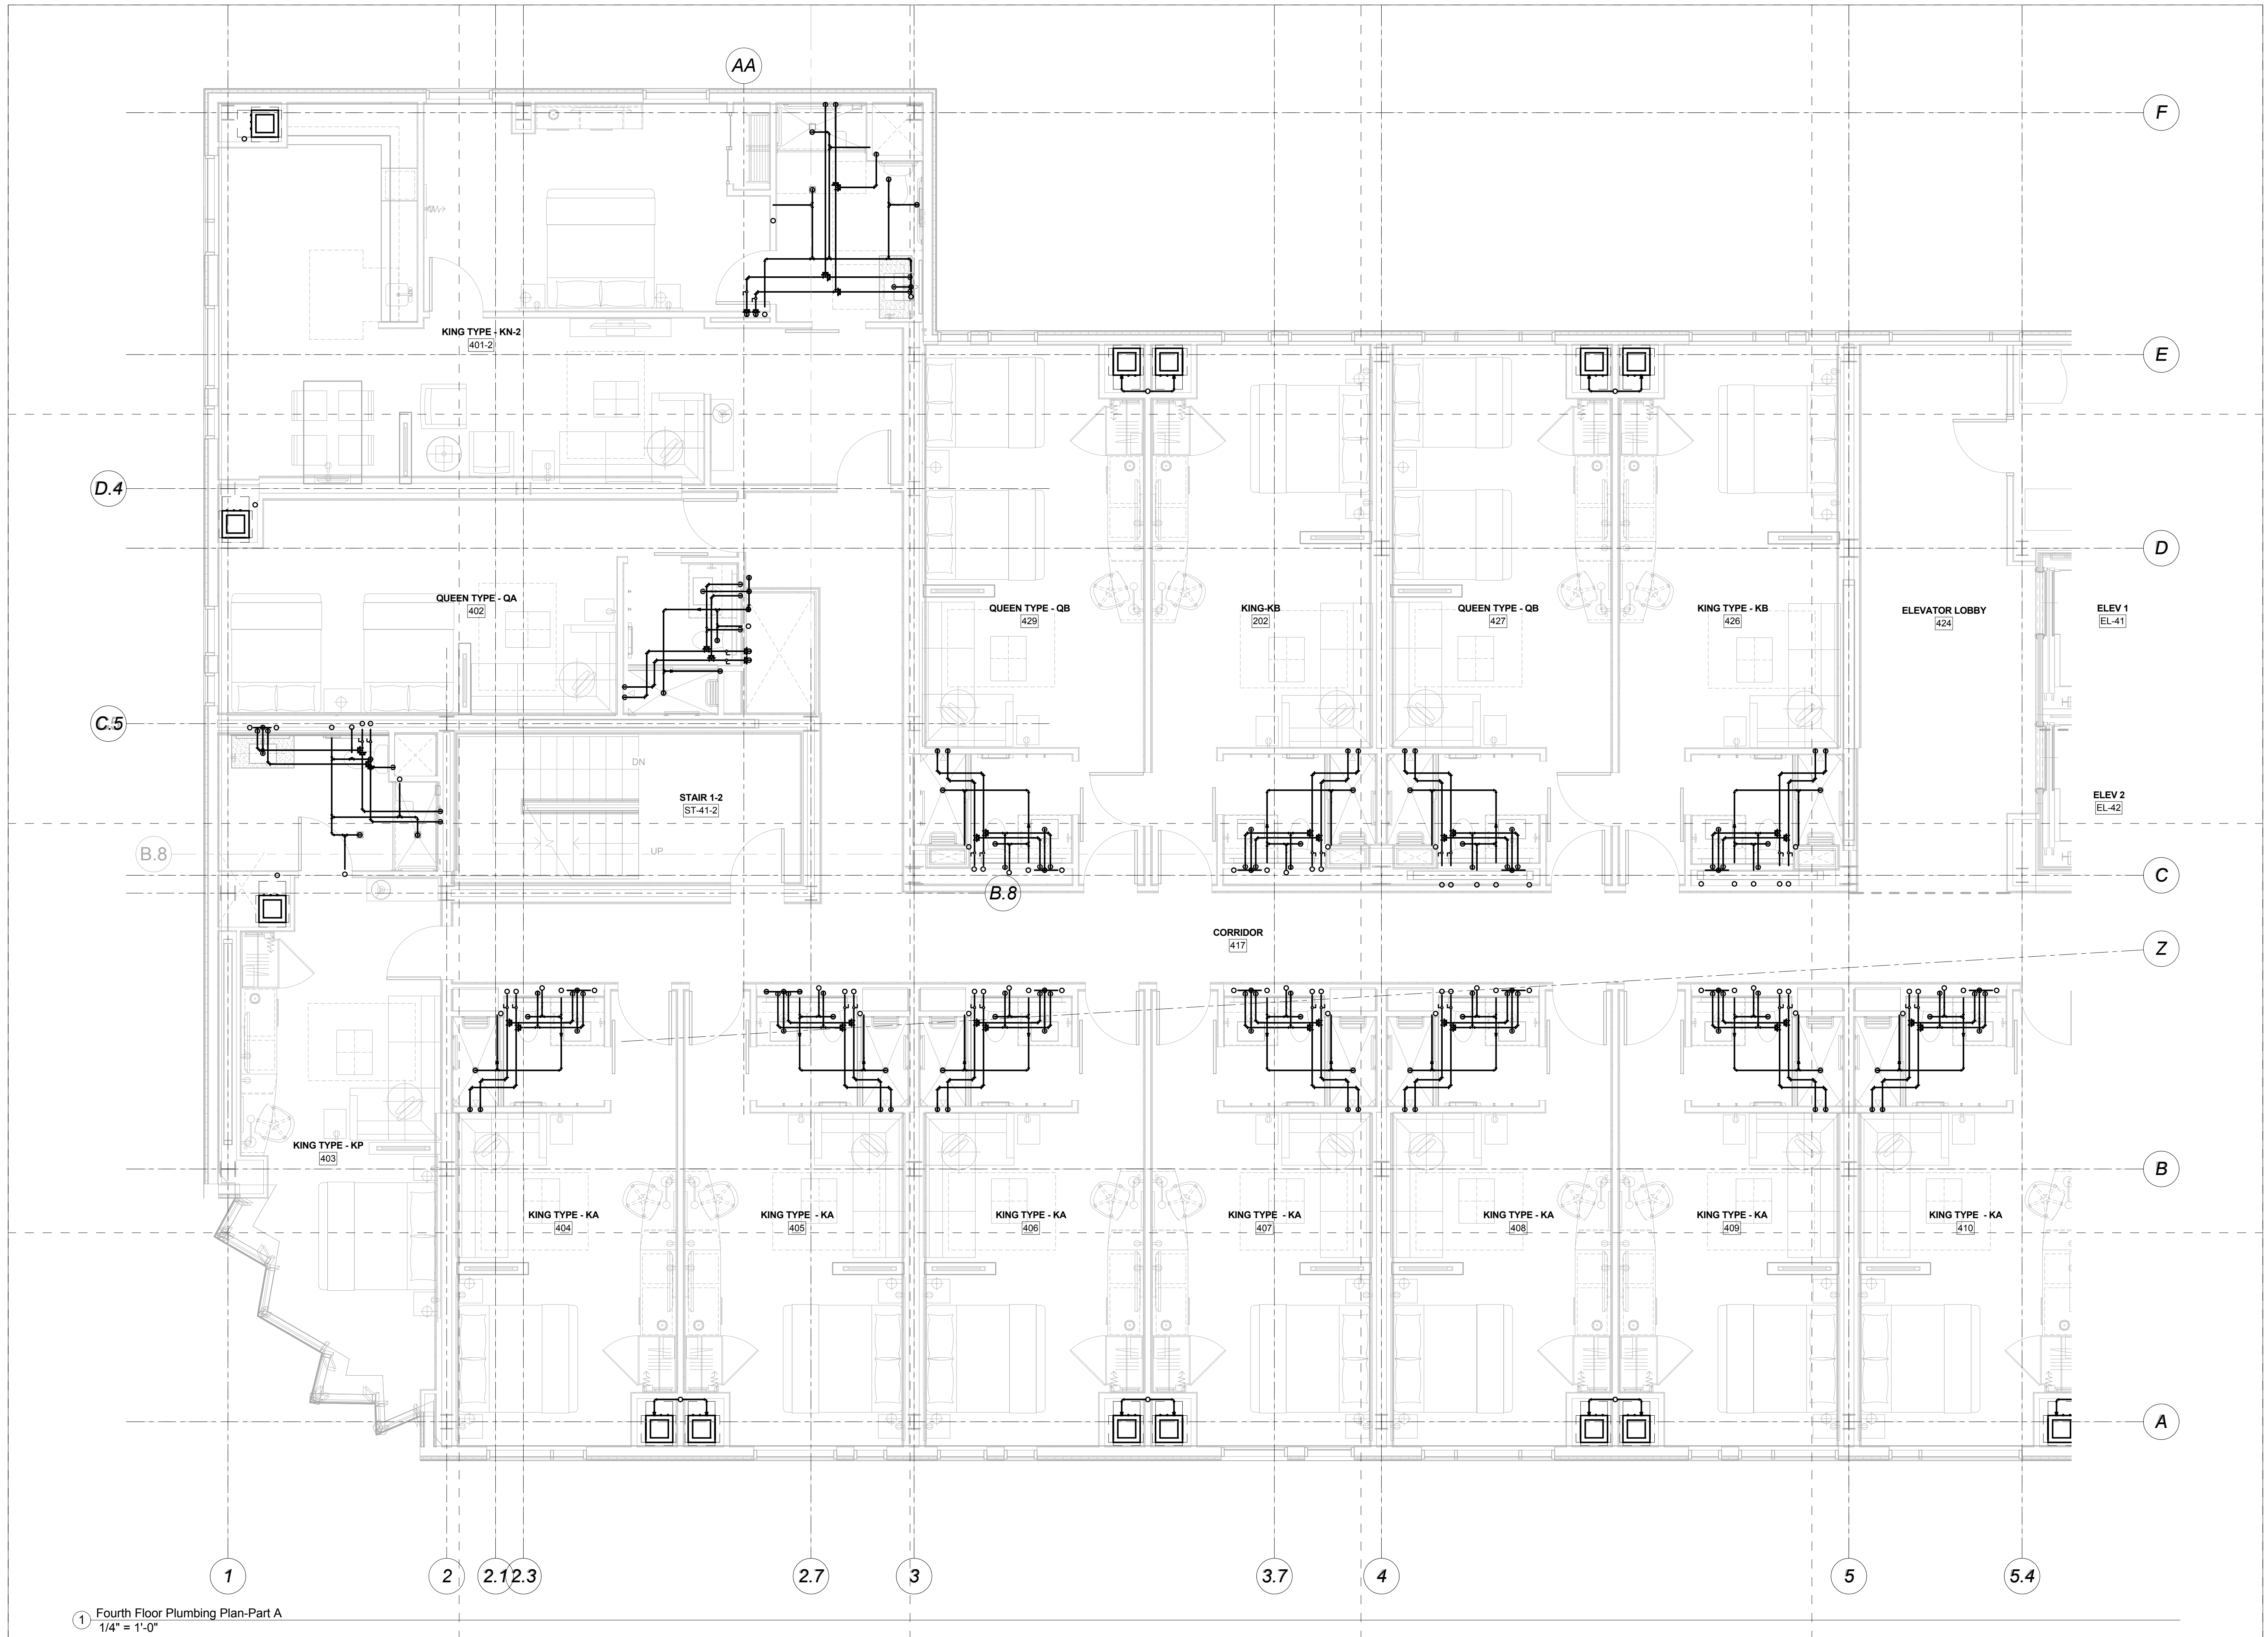 AA
F
KING TYPE - KN-2
401-2
E
D.4
D
QUEEN TYPE - QA
402
QUEEN TYPE - QB
429
KING-KB
202
QUEEN TYPE - QB
427
KING TYPE - KB
426
ELEVATOR LOBBY
424
ELEV 1
EL-41
C.5
DN
STAIR 1-2
ST-41-2
UP
ELEV 2
EL-42
B.8
C
B.8
CORRIDOR
417
Z
KING TYPE - KP
403
B
KING TYPE - KA
404
KING TYPE - KA
405
KING TYPE - KA
406
KING TYPE - KA
407
KING TYPE - KA
408
KING TYPE - KA
409
KING TYPE - KA
410
A
1
2
2.1
2.3
2.7
3
3.7
4
5
5.4
1 Fourth Floor Plumbing Plan-Part A
1/4" = 1'-0"